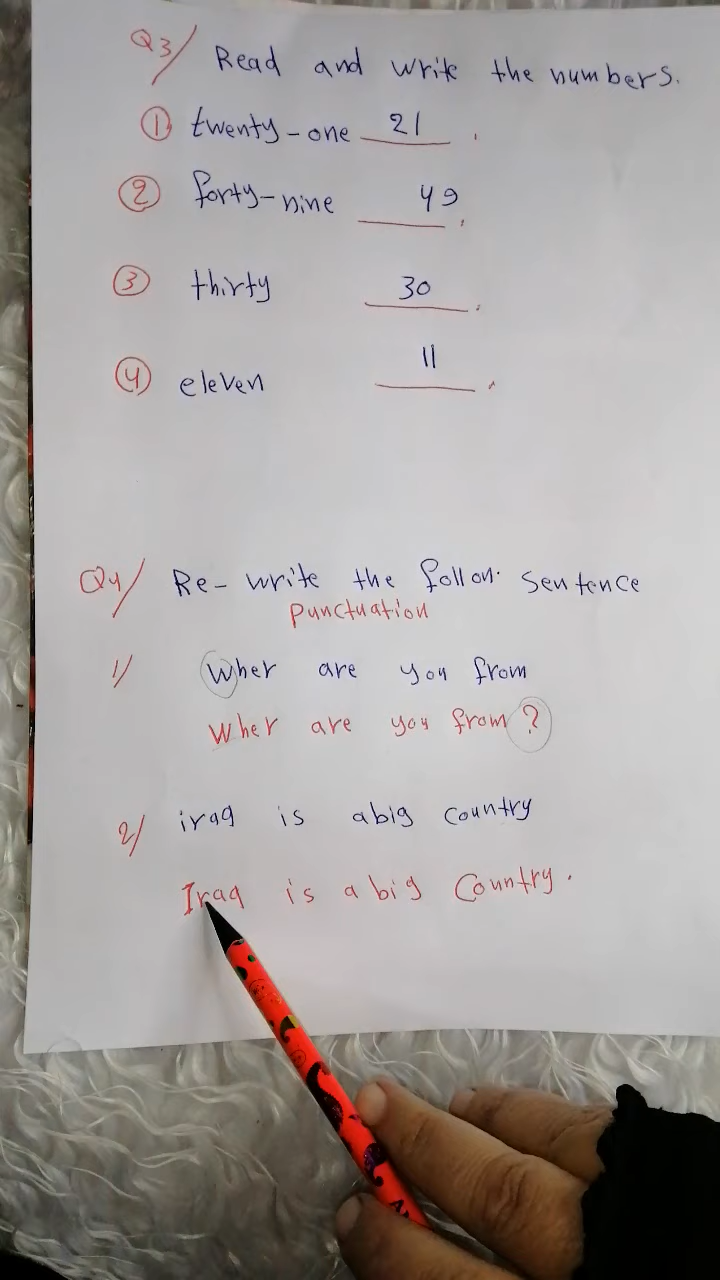 Q3/ Read and write the numbers.
① twenty-one 21 .
② forty-nine 49 .
③ thirty 30 .
④ eleven 11 .
Q4/ Re-write the follon. sentence
punctuation
1/ Wher are you from
Wher are you from ?
2/ iraq is a big country
Iraq is a big Country.